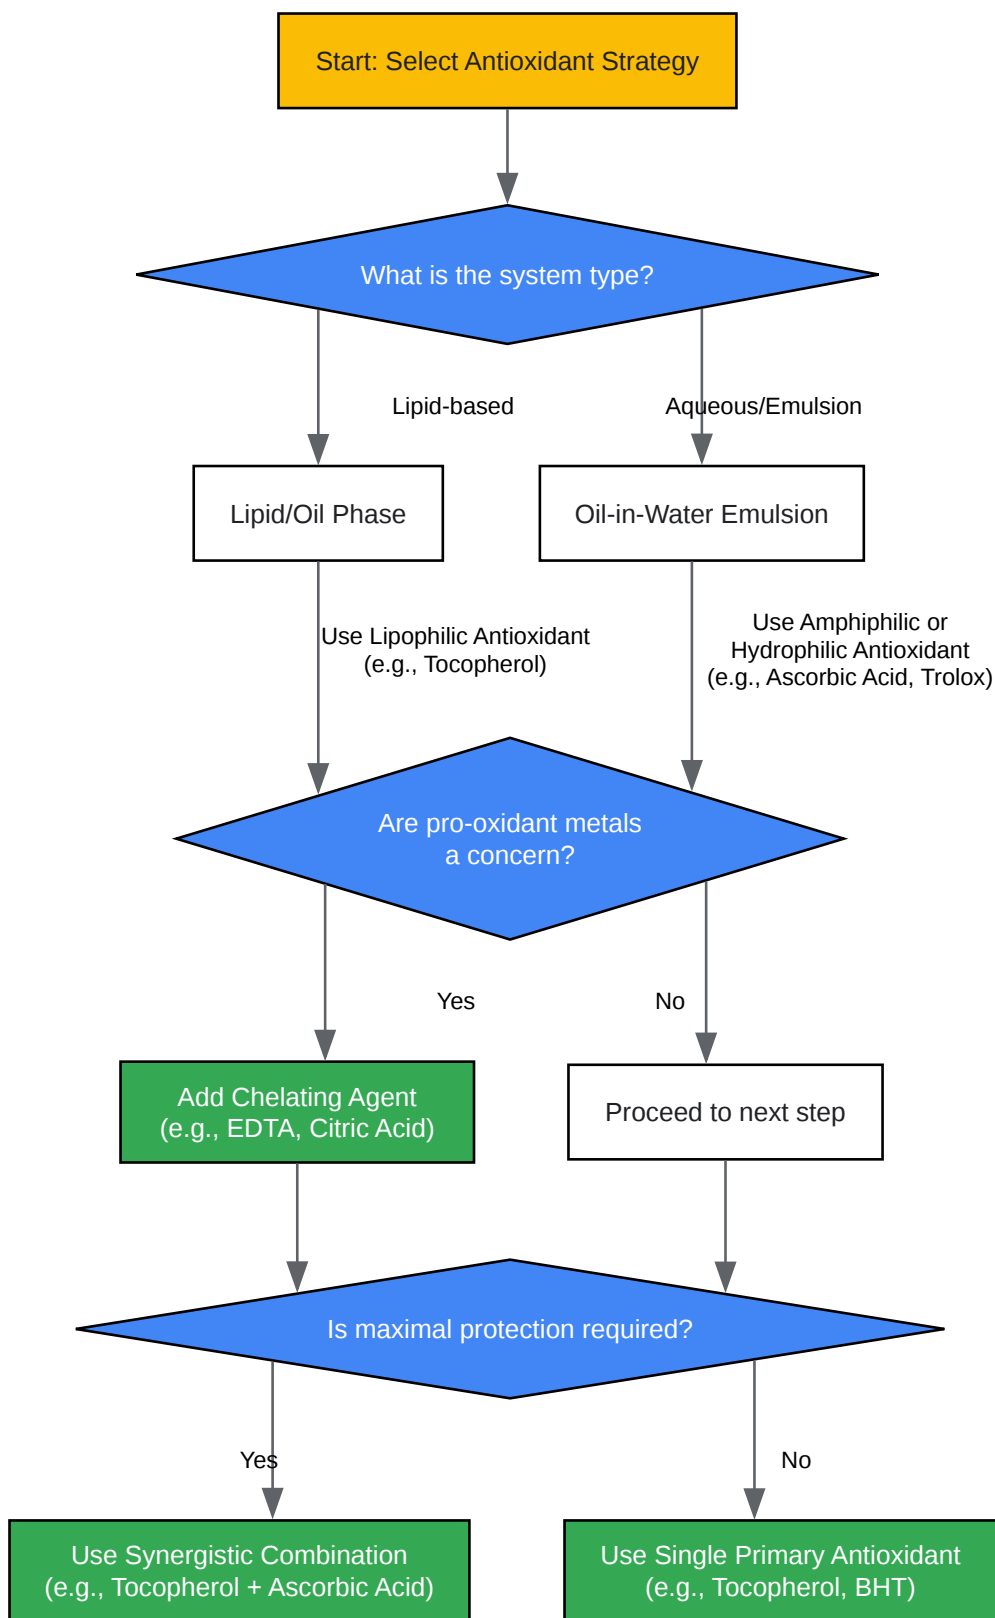 Start: Select Antioxidant Strategy
What is the system type?
Lipid-based
Aqueous/Emulsion
Lipid/Oil Phase
Oil-in-Water Emulsion
Use Lipophilic Antioxidant
(e.g., Tocopherol)
Use Amphiphilic or
Hydrophilic Antioxidant
(e.g., Ascorbic Acid, Trolox)
Are pro-oxidant metals
a concern?
Yes
No
Add Chelating Agent
(e.g., EDTA, Citric Acid)
Proceed to next step
Is maximal protection required?
Yes
No
Use Synergistic Combination
(e.g., Tocopherol + Ascorbic Acid)
Use Single Primary Antioxidant
(e.g., Tocopherol, BHT)